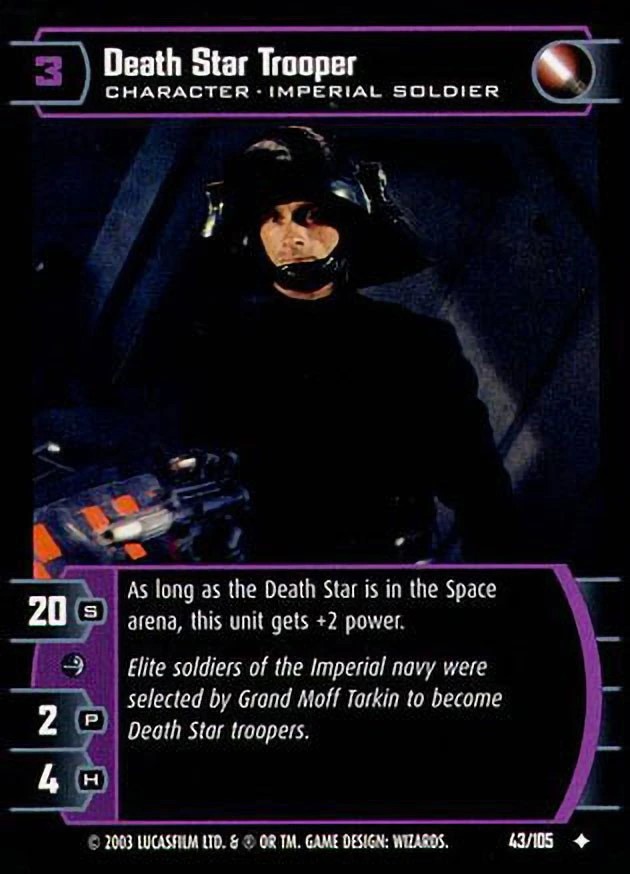 3
Death Star Trooper
CHARACTER · IMPERIAL SOLDIER
As long as the Death Star is in the Space
20 S
arena, this unit gets +2 power.
Elite soldiers of the Imperial navy were
selected by Grand Moff Tarkin to become
2 P
Death Star troopers.
4 H
© 2003 LUCASFILM LTD. & ® OR TM. GAME DESIGN: WIZARDS.
43/105